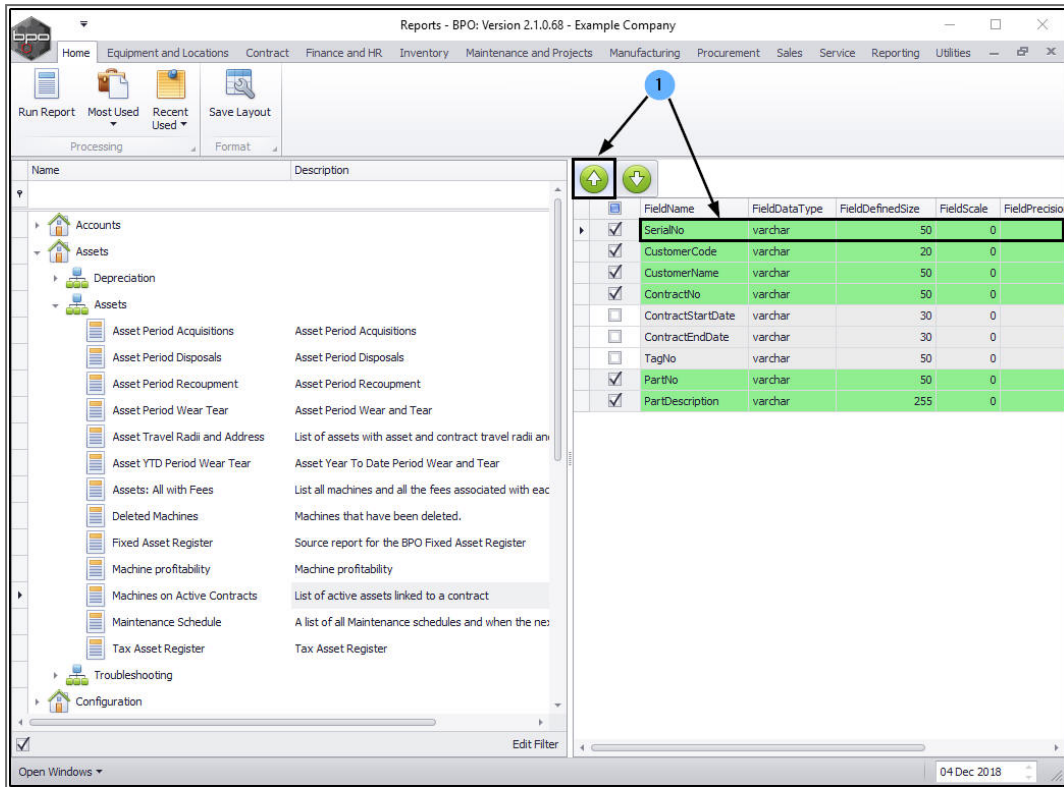 Reports - BPO: Version 2.1.0.68 - Example Company
bpo
Home Equipment and Locations Contract Finance and HR Inventory Maintenance and Projects Manufacturing Procurement Sales Service Reporting Utilities
1
Run Report Most Used Recent Used Save Layout
Processing Format
Name Description
FieldName FieldDataType FieldDefinedSize FieldScale FieldPrecisio
SerialNo varchar 50 0
CustomerCode varchar 20 0
CustomerName varchar 50 0
ContractNo varchar 50 0
ContractStartDate varchar 30 0
ContractEndDate varchar 30 0
TagNo varchar 50 0
PartNo varchar 50 0
PartDescription varchar 255 0
Accounts
Assets
Depreciation
Assets
Asset Period Acquisitions Asset Period Acquisitions
Asset Period Disposals Asset Period Disposals
Asset Period Recoupment Asset Period Recoupment
Asset Period Wear Tear Asset Period Wear and Tear
Asset Travel Radii and Address List of assets with asset and contract travel radii an
Asset YTD Period Wear Tear Asset Year To Date Period Wear and Tear
Assets: All with Fees List all machines and all the fees associated with eac
Deleted Machines Machines that have been deleted.
Fixed Asset Register Source report for the BPO Fixed Asset Register
Machine profitability Machine profitability
Machines on Active Contracts List of active assets linked to a contract
Maintenance Schedule A list of all Maintenance schedules and when the nex
Tax Asset Register Tax Asset Register
Troubleshooting
Configuration
Edit Filter
Open Windows 04 Dec 2018